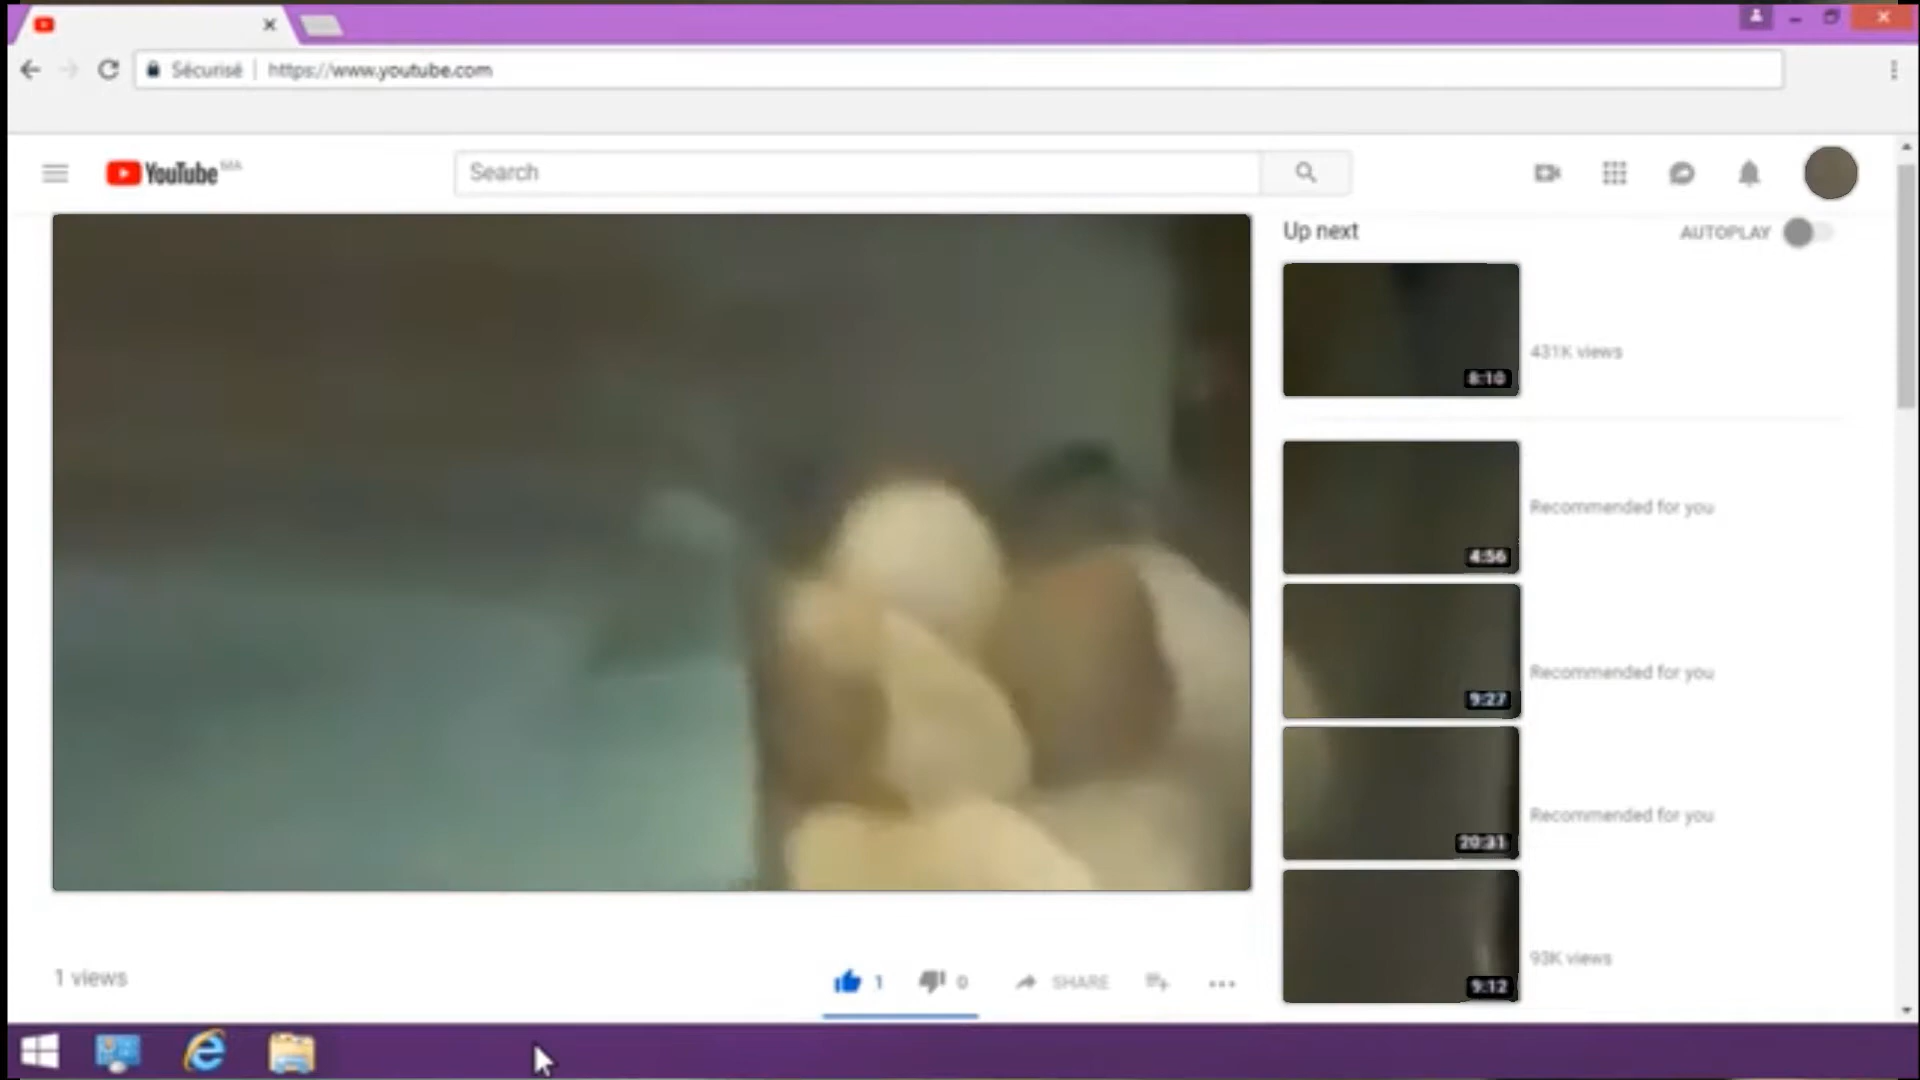 Sécurisé | https://www.youtube.com
YouTube MA
Search
Up next
AUTOPLAY
8:10
431K views
4:56
Recommended for you
9:27
Recommended for you
20:31
Recommended for you
9:12
93K views
1 views
1
0
SHARE